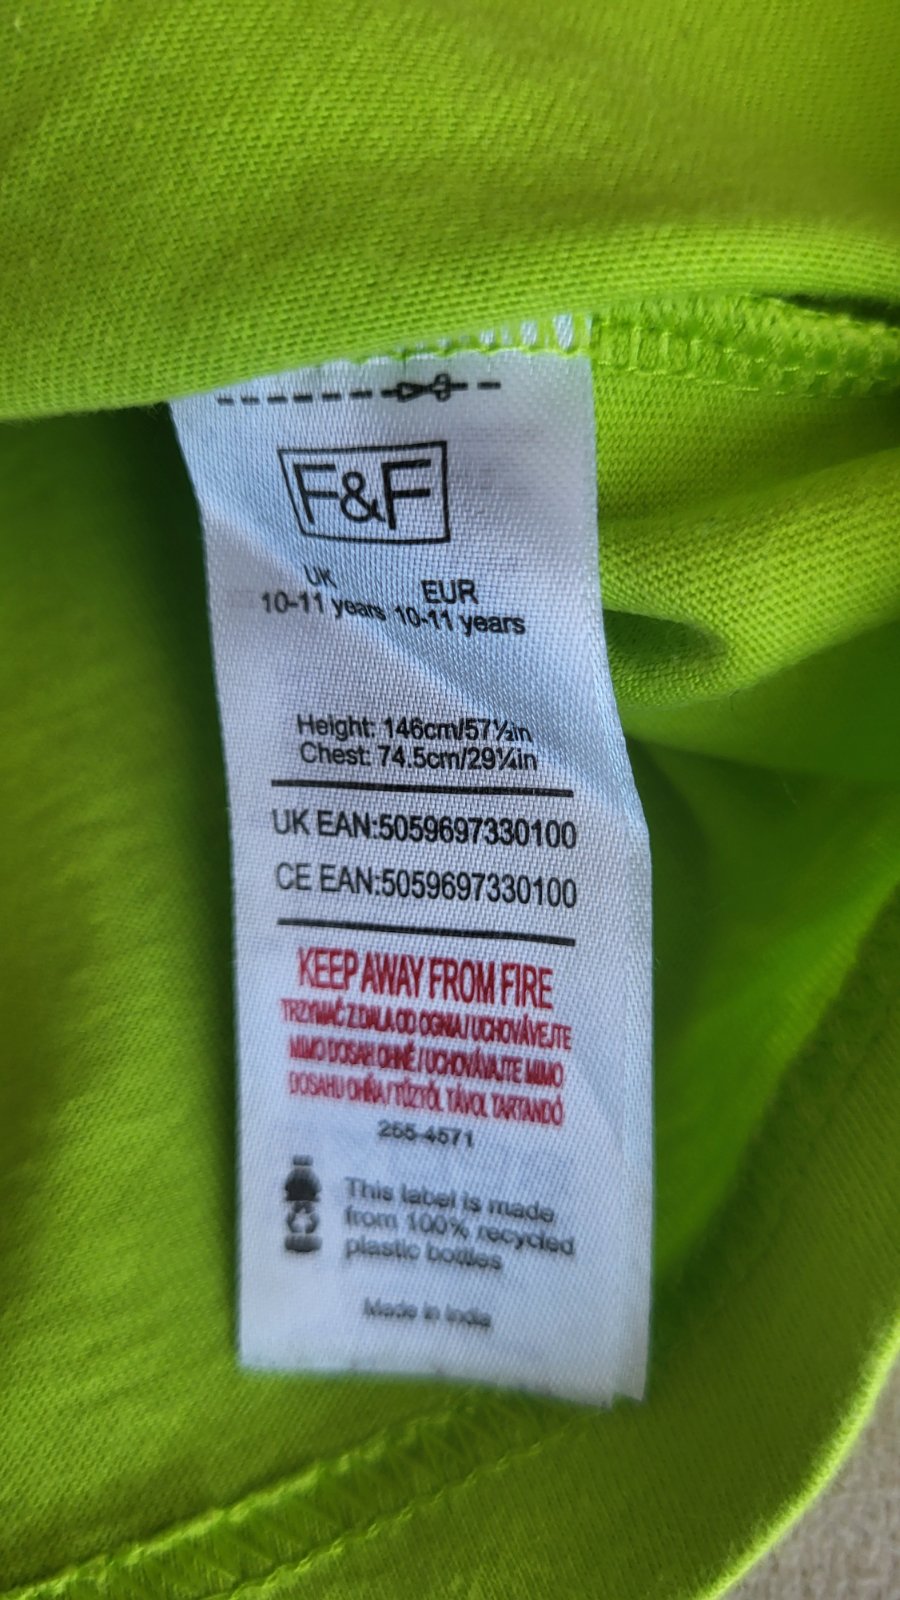 F&F
UK EUR
10-11 years 10-11 years
Height: 146cm/57½in
Chest: 74.5cm/29¼in
UK EAN:5059697330100
CE EAN:5059697330100
KEEP AWAY FROM FIRE
TRZYMAĆ Z DALA OD OGNIA / UCHOVÁVEJTE
MIMO DOSAH OHNĚ / UCHOVÁVAJTE MIMO
DOSAHU OHŇA / TŰZTŐL TÁVOL TARTANDÓ
265-4571
This label is made
from 100% recycled
plastic bottles
Made in India